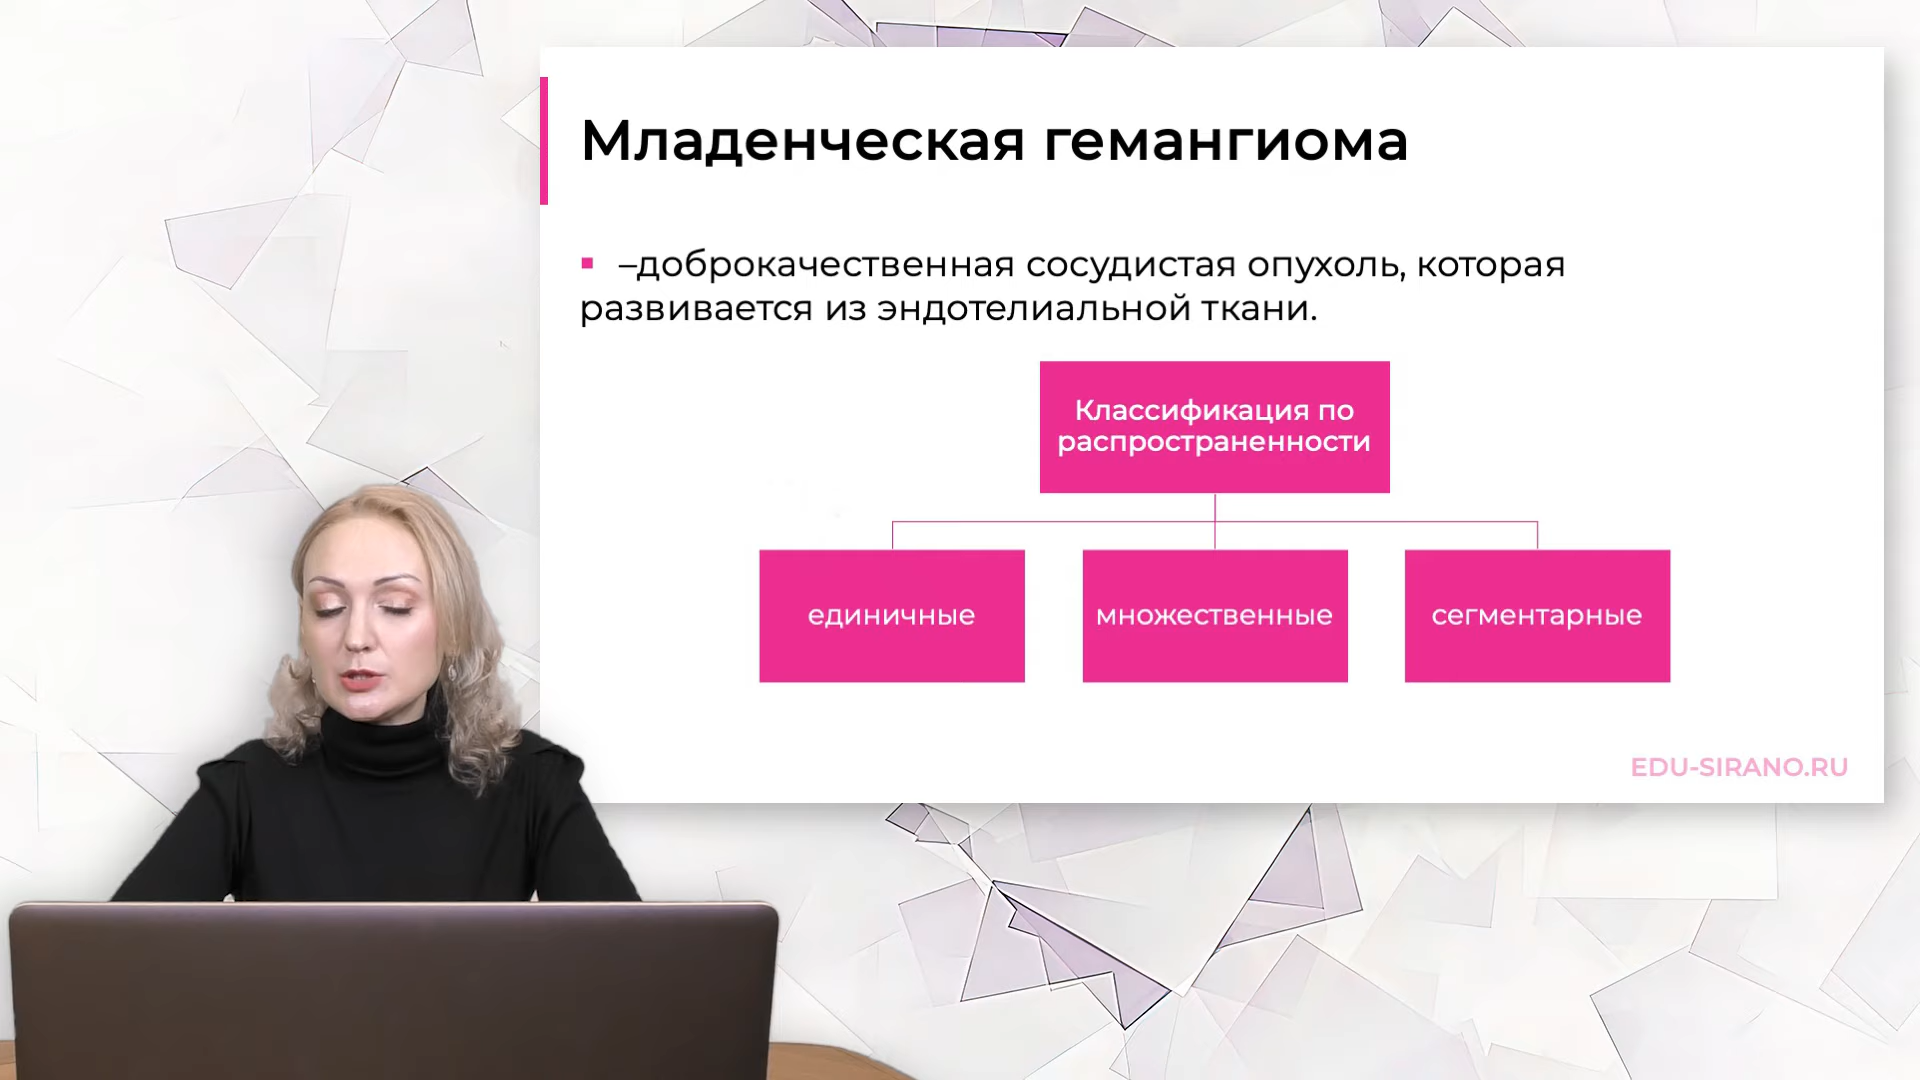 Младенческая гемангиома
–доброкачественная сосудистая опухоль, которая
развивается из эндотелиальной ткани.
Классификация по
распространенности
единичные
множественные
сегментарные
EDU-SIRANO.RU